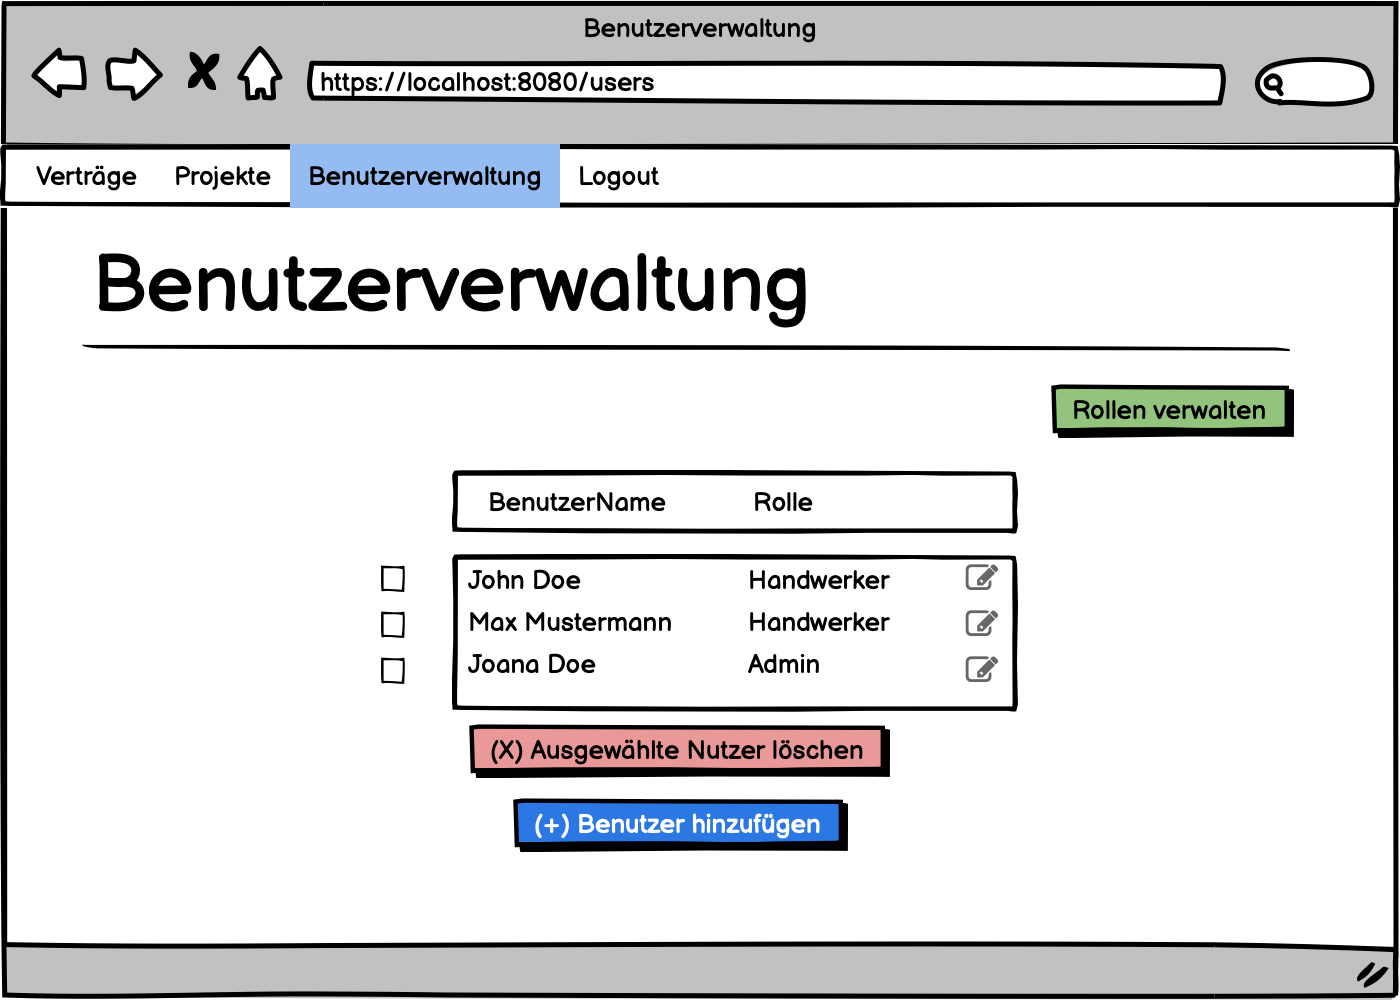 Benutzerverwaltung
https://localhost:8080/users
Verträge Projekte Benutzerverwaltung Logout
Benutzerverwaltung
Rollen verwalten
BenutzerName Rolle
John Doe Handwerker
Max Mustermann Handwerker
Joana Doe Admin
(X) Ausgewählte Nutzer löschen
(+) Benutzer hinzufügen